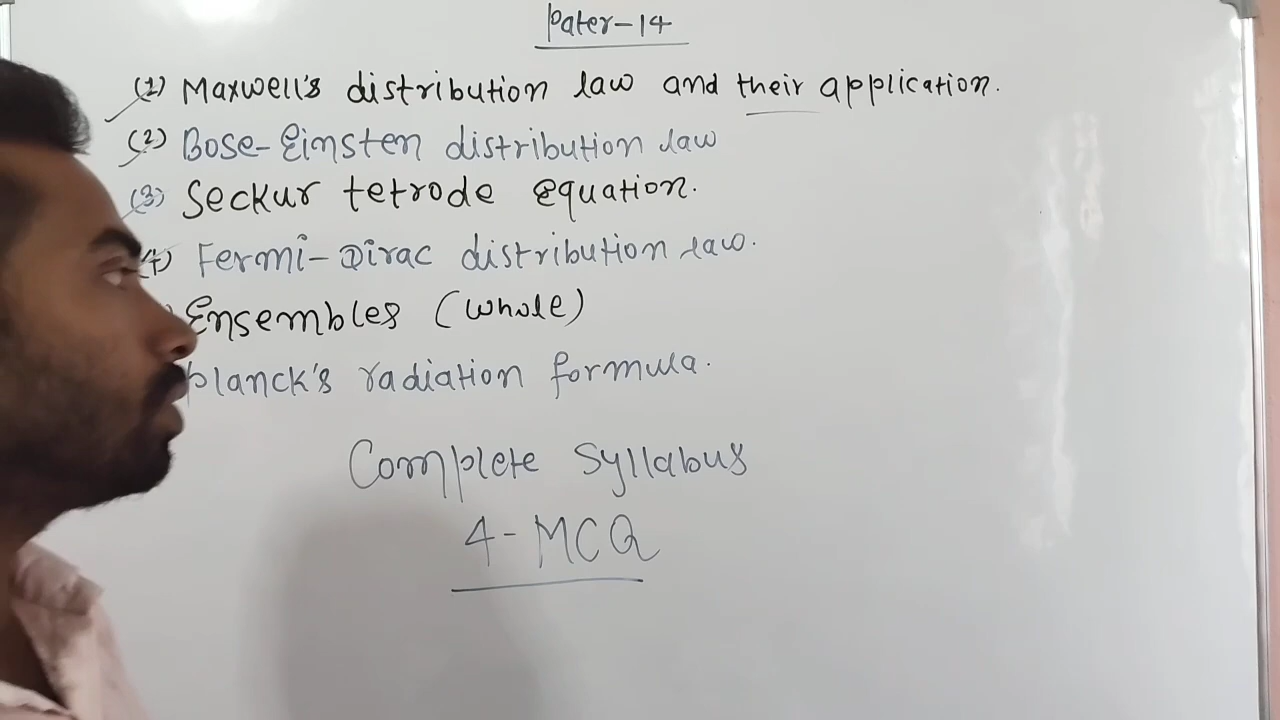 Pater-14
(1) Maxwell's distribution law and their application.
(2) Bose-Einsten distribution law
(3) Seckur tetrode equation.
(4) Fermi-Dirac distribution law.
Ensembles (whole)
planck's radiation formula.
Complete Syllabus
4-MCQ